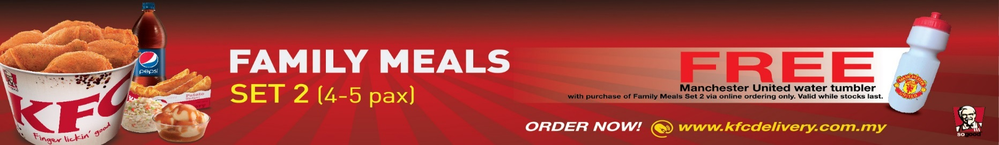 KFC
Finger lickin' good
pepsi
Potato
Wedges
FAMILY MEALS
SET 2 (4-5 pax)
FREE
Manchester United water tumbler
with purchase of Family Meals Set 2 via online ordering only. Valid while stocks last.
MANCHESTER
UNITED
ORDER NOW! www.kfcdelivery.com.my
so good